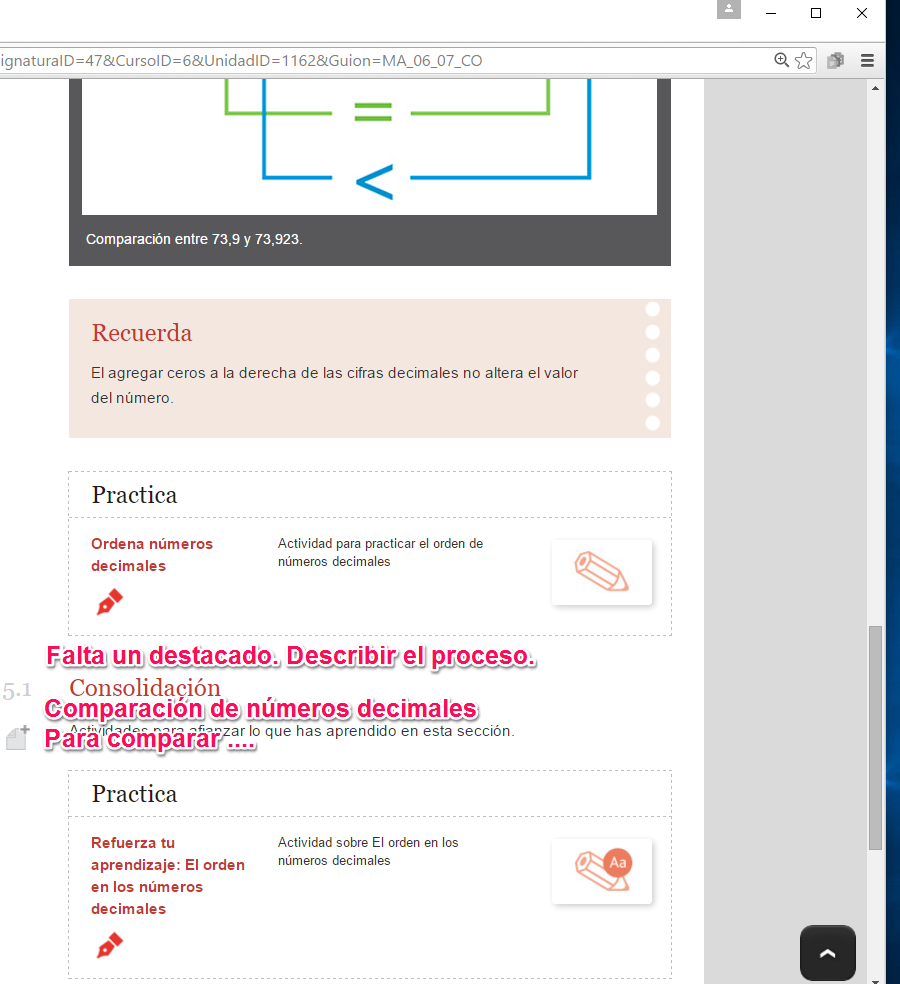 ignaturaID=47&CursoID=6&UnidadID=1162&Guion=MA_06_07_CO
=
<
Comparación entre 73,9 y 73,923.
Recuerda
El agregar ceros a la derecha de las cifras decimales no altera el valor
del número.
Practica
Ordena números
decimales
Actividad para practicar el orden de
números decimales
Falta un destacado. Describir el proceso.
5.1 Consolidación
Comparación de números decimales
Actividades para afianzar lo que has aprendido en esta sección.
Para comparar ....
Practica
Refuerza tu
aprendizaje: El orden
en los números
decimales
Actividad sobre El orden en los
números decimales
Aa